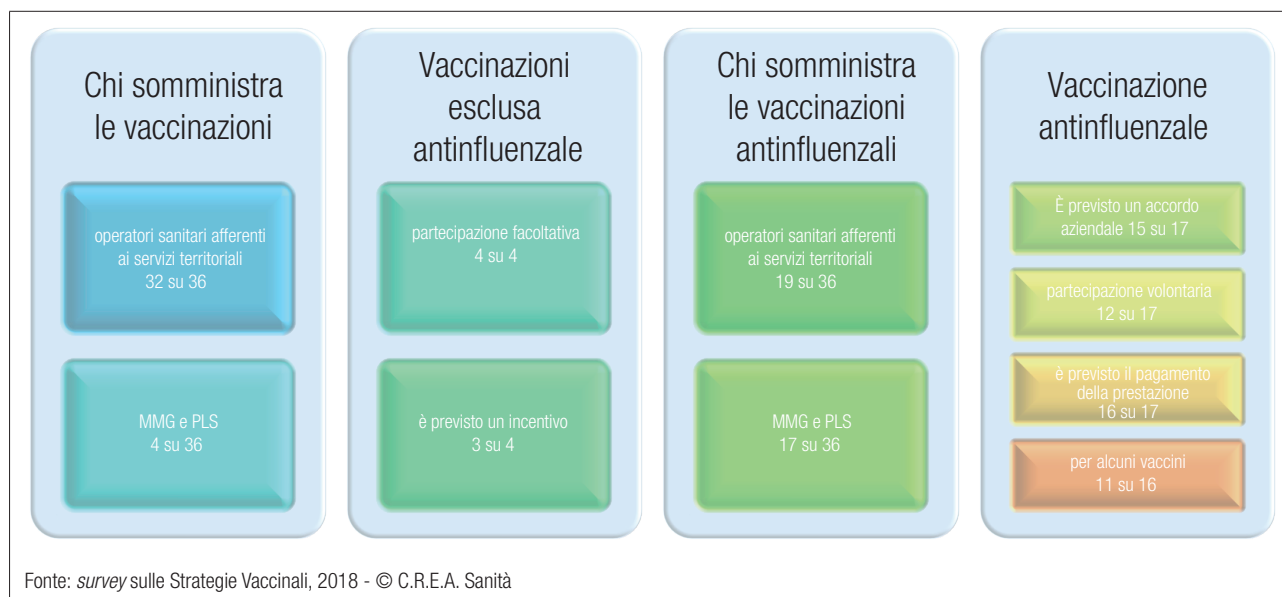 Chi somministra
le vaccinazioni
operatori sanitari afferenti
ai servizi territoriali
32 su 36
MMG e PLS
4 su 36
Vaccinazioni
esclusa
antinfluenzale
partecipazione facoltativa
4 su 4
è previsto un incentivo
3 su 4
Chi somministra
le vaccinazioni
antinfluenzali
operatori sanitari afferenti
ai servizi territoriali
19 su 36
MMG e PLS
17 su 36
Vaccinazione
antinfluenzale
È previsto un accordo
aziendale 15 su 17
partecipazione volontaria
12 su 17
è previsto il pagamento
della prestazione
16 su 17
per alcuni vaccini
11 su 16
Fonte: survey sulle Strategie Vaccinali, 2018 - © C.R.E.A. Sanità